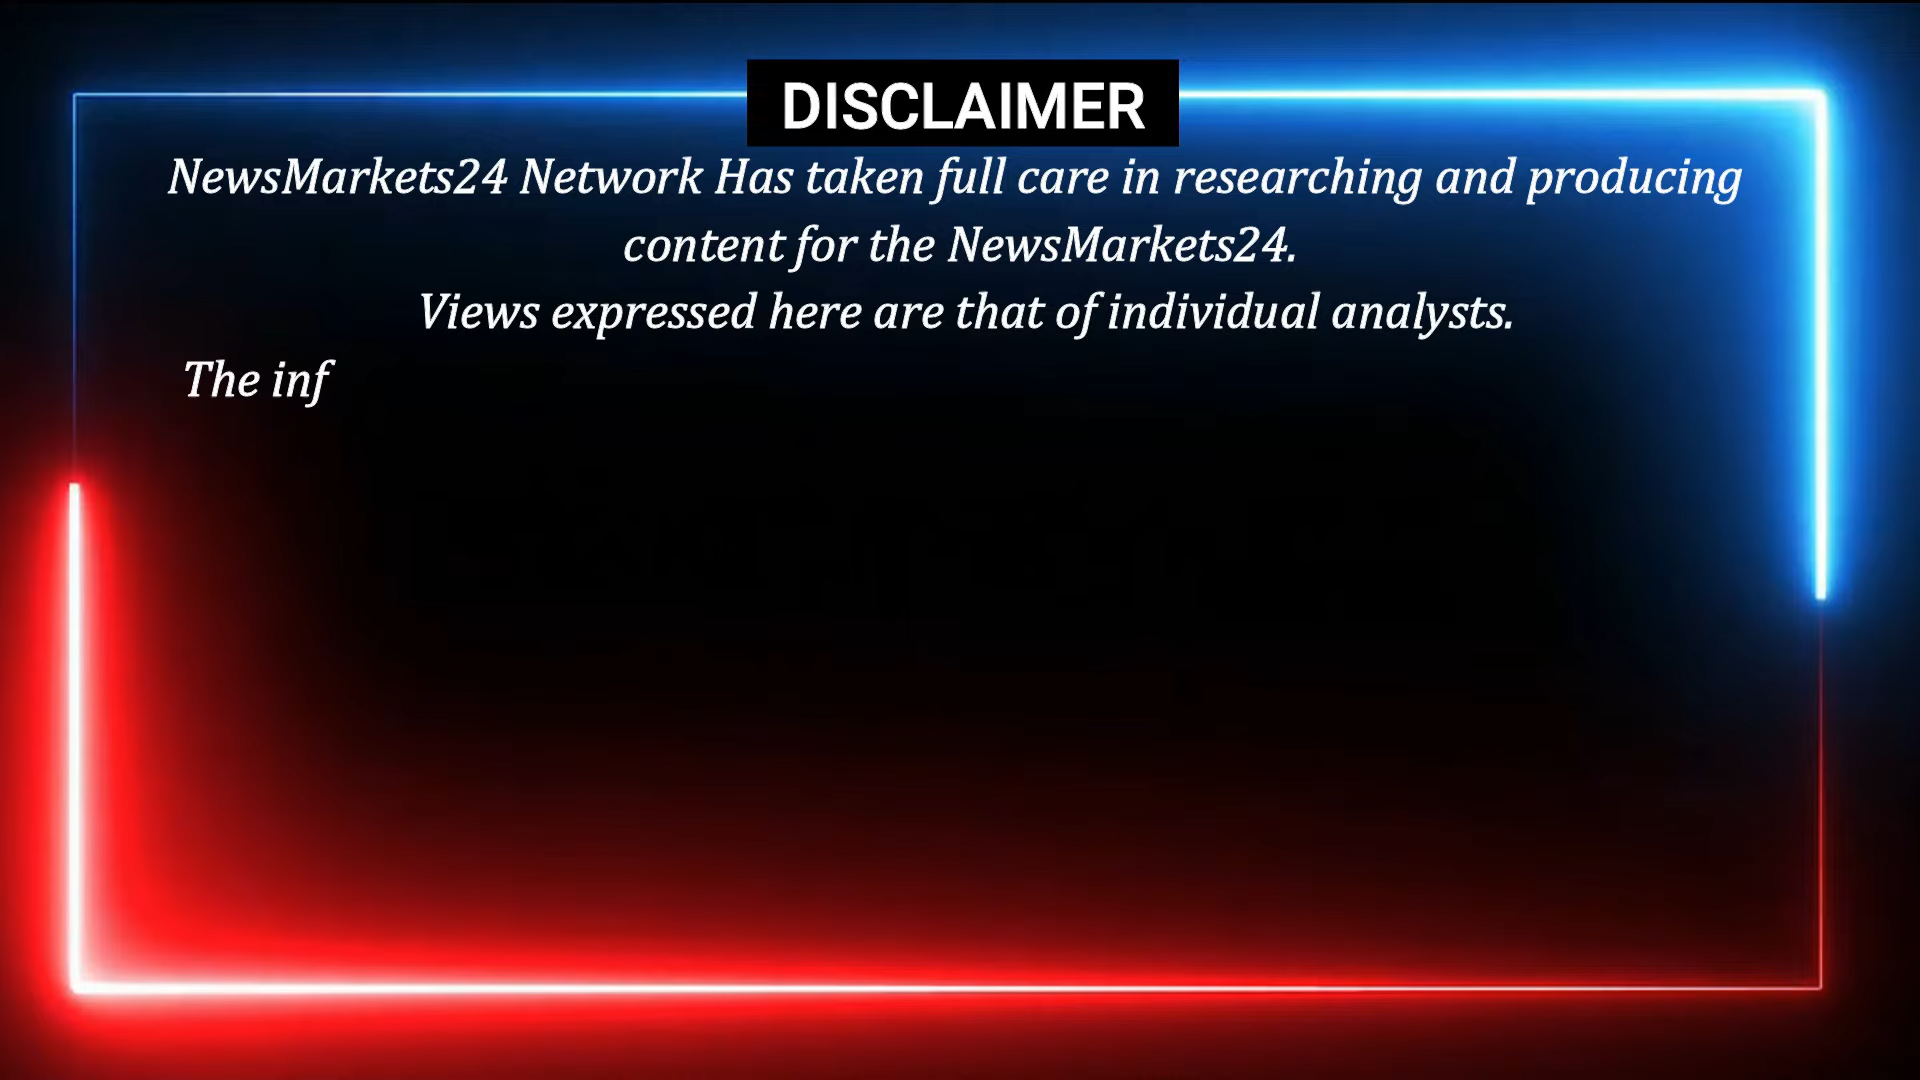 DISCLAIMER
NewsMarkets24 Network Has taken full care in researching and producing
content for the NewsMarkets24.
Views expressed here are that of individual analysts.
The inf